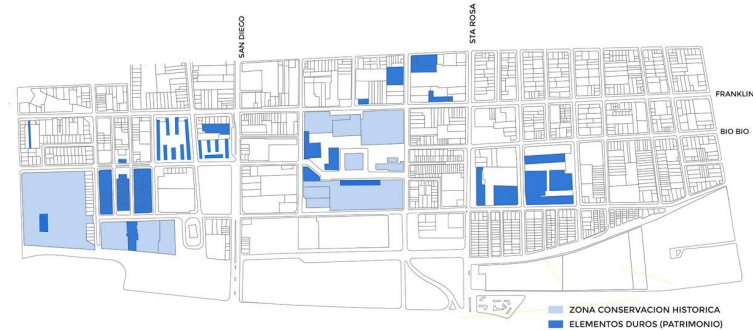 SAN DIEGO
STA ROSA
FRANKLIN
BIO BIO
ZONA CONSERVACION HISTORICA
ELEMENTOS DUROS (PATRIMONIO)